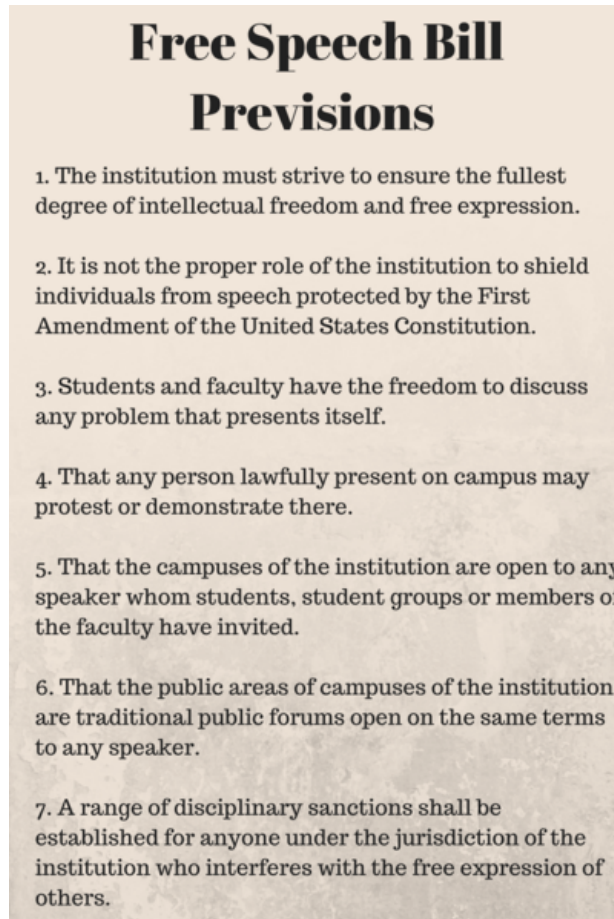 Free Speech Bill
Previsions
1. The institution must strive to ensure the fullest
degree of intellectual freedom and free expression.
2. It is not the proper role of the institution to shield
individuals from speech protected by the First
Amendment of the United States Constitution.
3. Students and faculty have the freedom to discuss
any problem that presents itself.
4. That any person lawfully present on campus may
protest or demonstrate there.
5. That the campuses of the institution are open to any
speaker whom students, student groups or members of
the faculty have invited.
6. That the public areas of campuses of the institution
are traditional public forums open on the same terms
to any speaker.
7. A range of disciplinary sanctions shall be
established for anyone under the jurisdiction of the
institution who interferes with the free expression of
others.